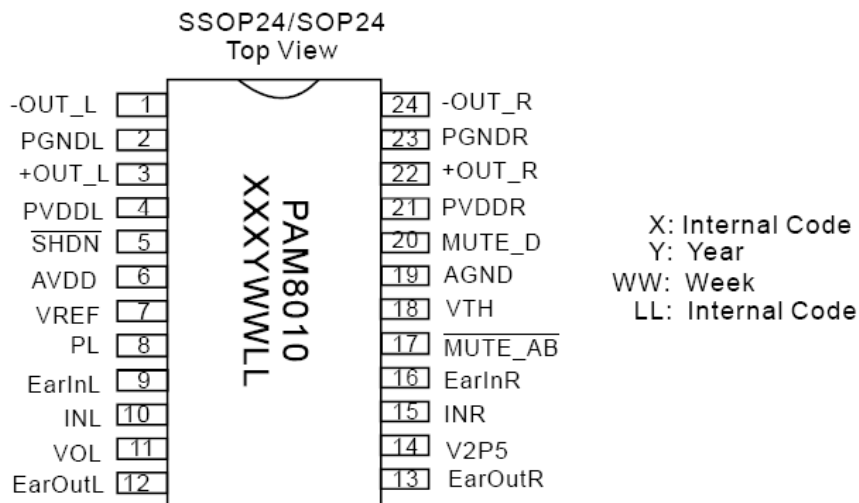 SSOP24/SOP24
Top View
-OUT_L 1
PGNDL 2
+OUT_L 3
PVDDL 4
SHDN 5
AVDD 6
VREF 7
PL 8
EarInL 9
INL 10
VOL 11
EarOutL 12
PAM8010
XXXYWWLL
24 -OUT_R
23 PGNDR
22 +OUT_R
21 PVDDR
20 MUTE_D
19 AGND
18 VTH
17 MUTE_AB
16 EarInR
15 INR
14 V2P5
13 EarOutR
X: Internal Code
Y: Year
WW: Week
LL: Internal Code